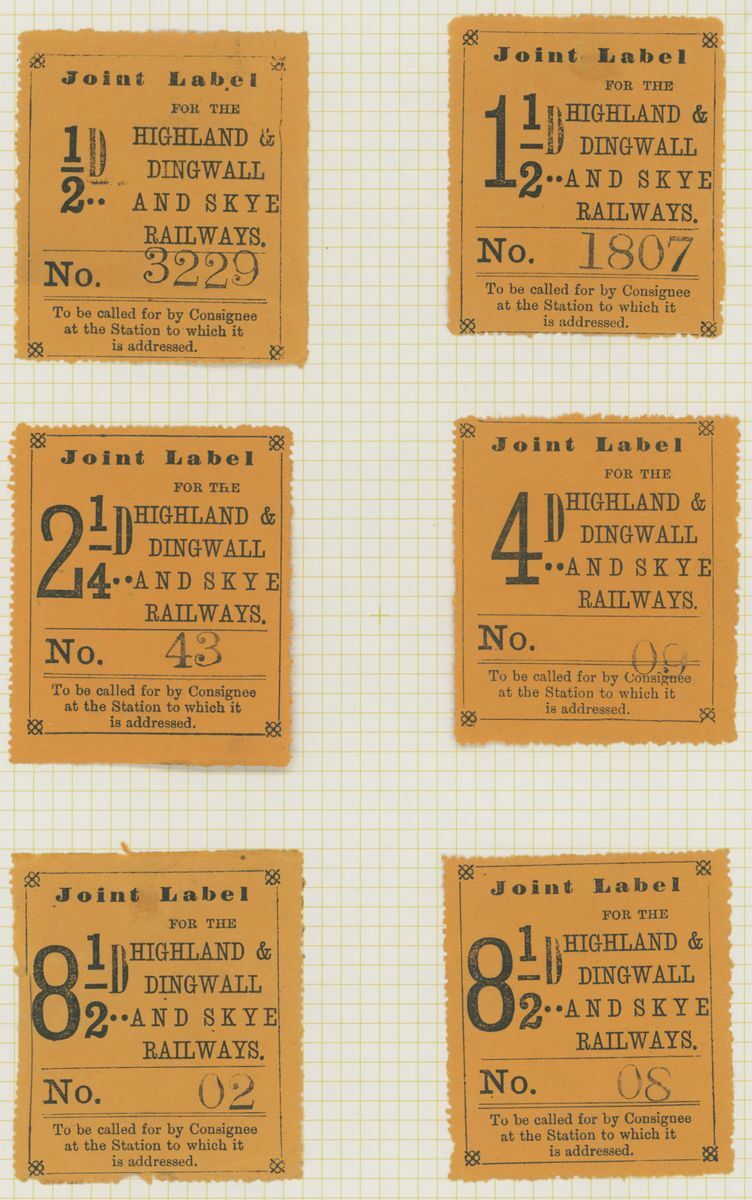 Joint Label
FOR THE
HIGHLAND &
½D.. DINGWALL
AND SKYE
RAILWAYS.
No. 3229
To be called for by Consignee
at the Station to which it
is addressed.
Joint Label
FOR THE
HIGHLAND &
1½D.. DINGWALL
AND SKYE
RAILWAYS.
No. 1807
To be called for by Consignee
at the Station to which it
is addressed.
Joint Label
FOR THE
HIGHLAND &
2¼D.. DINGWALL
AND SKYE
RAILWAYS.
No. 43
To be called for by Consignee
at the Station to which it
is addressed.
Joint Label
FOR THE
HIGHLAND &
4D.. DINGWALL
AND SKYE
RAILWAYS.
No. 09
To be called for by Consignee
at the Station to which it
is addressed.
Joint Label
FOR THE
HIGHLAND &
8½D.. DINGWALL
AND SKYE
RAILWAYS.
No. 02
To be called for by Consignee
at the Station to which it
is addressed.
Joint Label
FOR THE
HIGHLAND &
8½D.. DINGWALL
AND SKYE
RAILWAYS.
No. 08
To be called for by Consignee
at the Station to which it
is addressed.